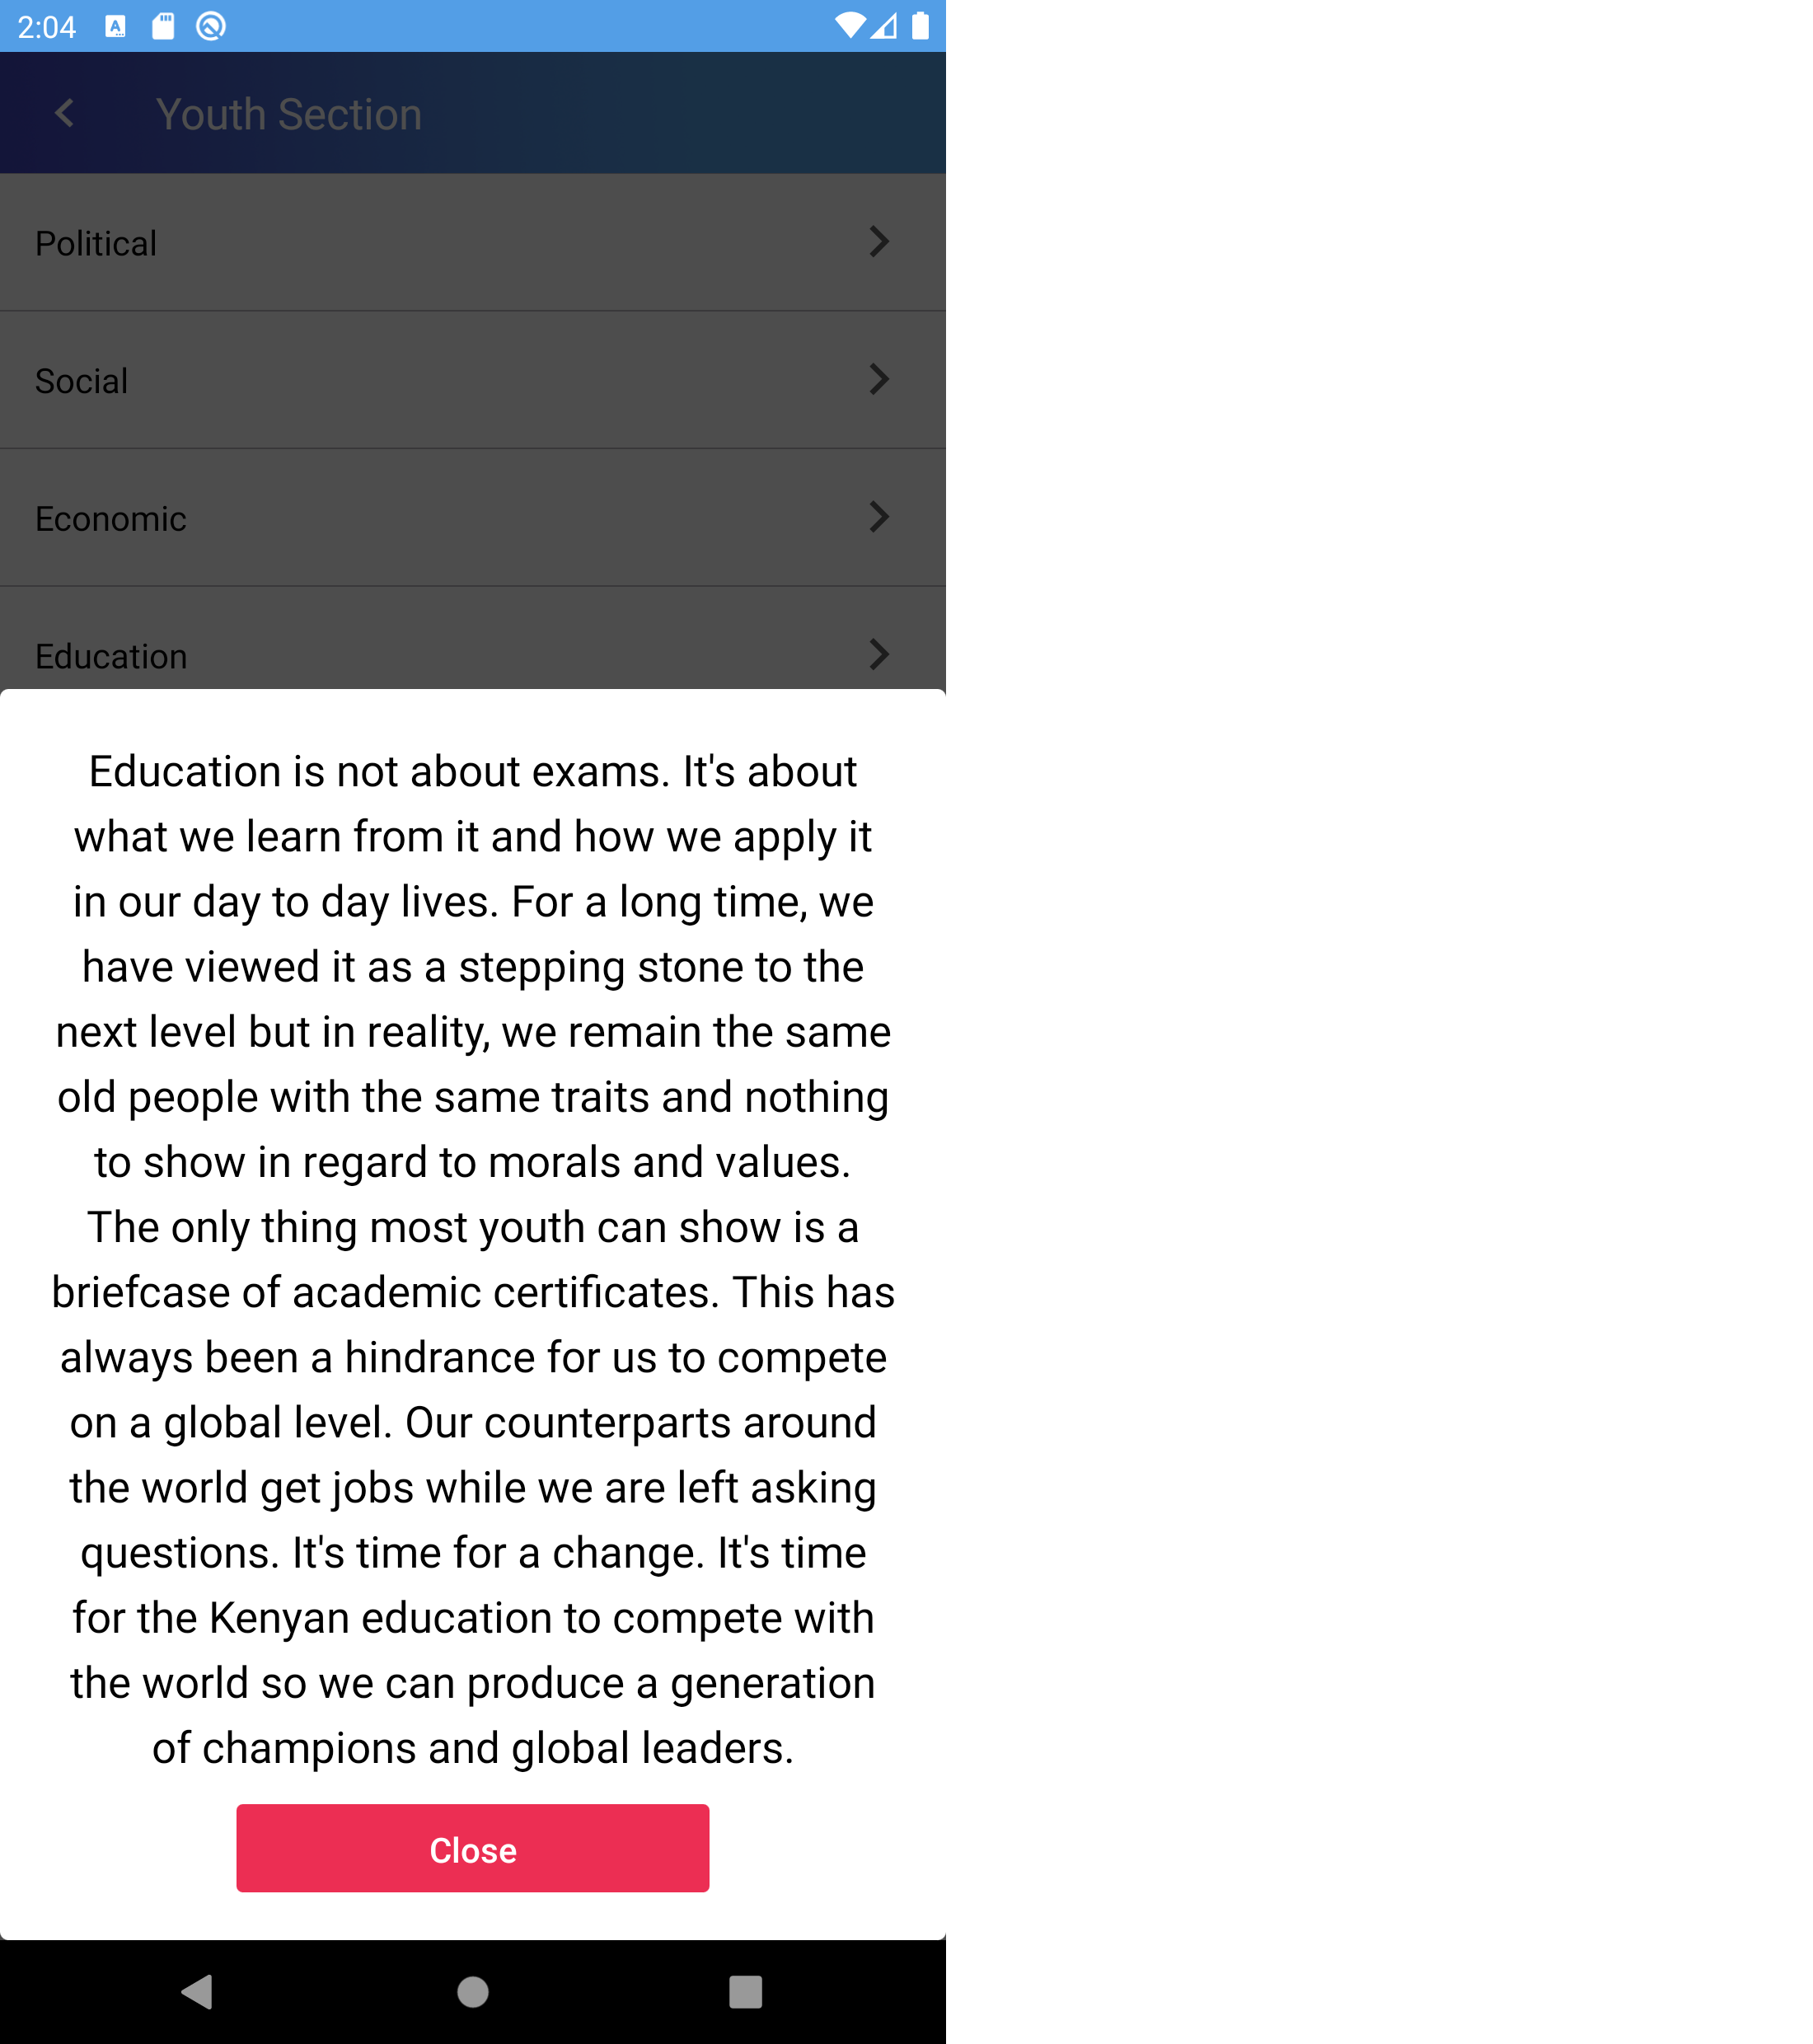 2:04
Youth Section
Political
Social
Economic
Education
Education is not about exams. It's about
what we learn from it and how we apply it
in our day to day lives. For a long time, we
have viewed it as a stepping stone to the
next level but in reality, we remain the same
old people with the same traits and nothing
to show in regard to morals and values.
The only thing most youth can show is a
briefcase of academic certificates. This has
always been a hindrance for us to compete
on a global level. Our counterparts around
the world get jobs while we are left asking
questions. It's time for a change. It's time
for the Kenyan education to compete with
the world so we can produce a generation
of champions and global leaders.
Close